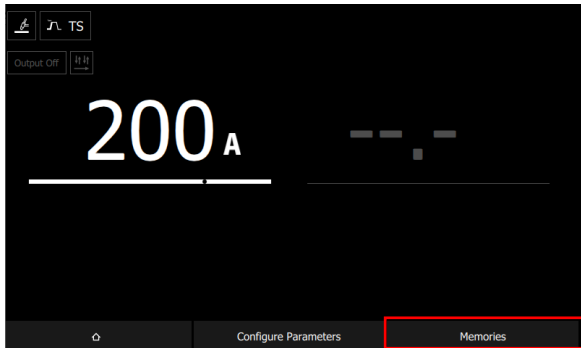 TS
Output Off
200 A
--.-
Configure Parameters
Memories